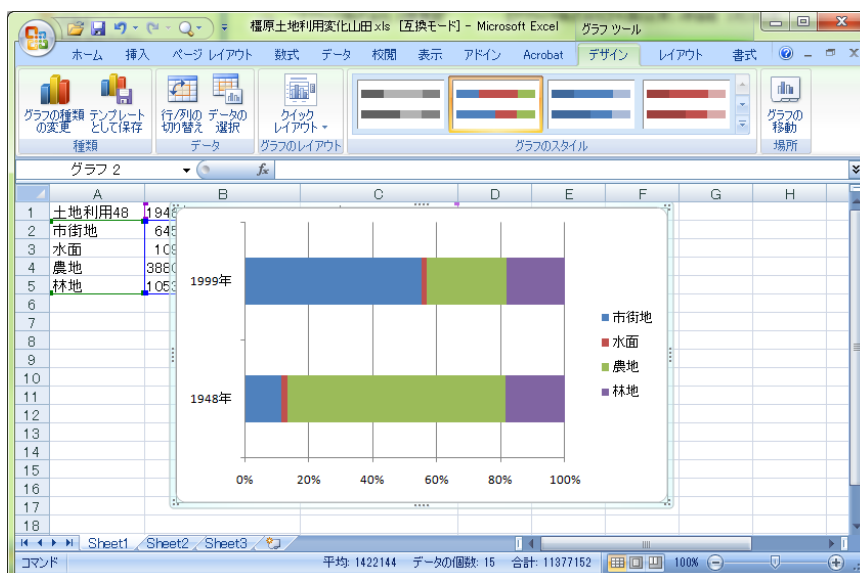 橿原土地利用変化山田.xls [互換モード] - Microsoft Excel
グラフ ツール
ホーム 挿入 ページ レイアウト 数式 データ 校閲 表示 アドイン Acrobat デザイン レイアウト 書式
グラフの種類の変更 テンプレートとして保存 行/列の切り替え データの選択 クイックレイアウト グラフの移動
種類 データ グラフのレイアウト グラフのスタイル 場所
グラフ 2 fx
A B C D E F G H
1 土地利用48 1948
2 市街地 645
3 水面 109
4 農地 3880
5 林地 1053
6
7
8
9
10
11
12
13
14
15
16
17
18
1999年
1948年
0% 20% 40% 60% 80% 100%
市街地
水面
農地
林地
Sheet1 Sheet2 Sheet3
コマンド 平均: 1422144 データの個数: 15 合計: 11377152 100%